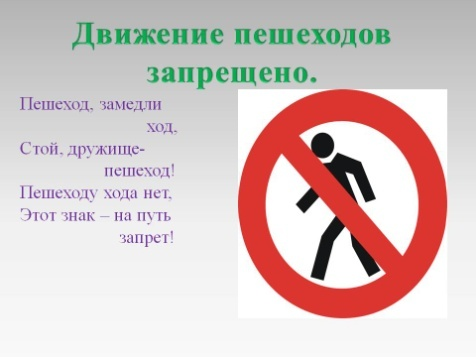 Движение пешеходов
запрещено.
Пешеход, замедли
ход,
Стой, дружище-
пешеход!
Пешеходу хода нет,
Этот знак – на путь
запрет!